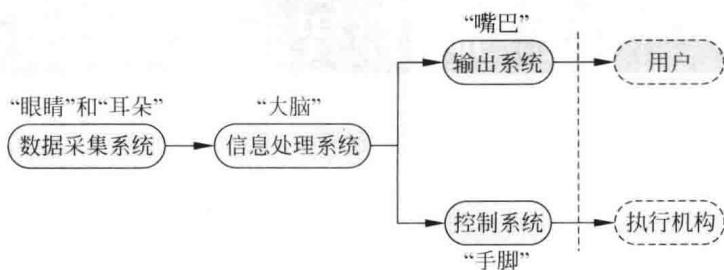 “嘴巴”
输出系统
用户
“眼睛”和“耳朵”
“大脑”
数据采集系统
信息处理系统
控制系统
执行机构
“手脚”